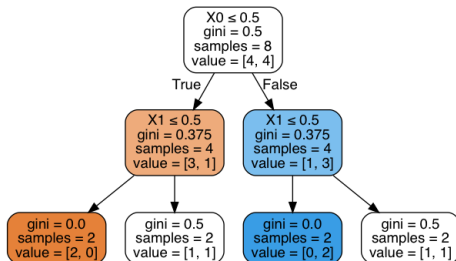 X0 ≤ 0.5
gini = 0.5
samples = 8
value = [4, 4]
True
False
X1 ≤ 0.5
gini = 0.375
samples = 4
value = [3, 1]
X1 ≤ 0.5
gini = 0.375
samples = 4
value = [1, 3]
gini = 0.0
samples = 2
value = [2, 0]
gini = 0.5
samples = 2
value = [1, 1]
gini = 0.0
samples = 2
value = [0, 2]
gini = 0.5
samples = 2
value = [1, 1]